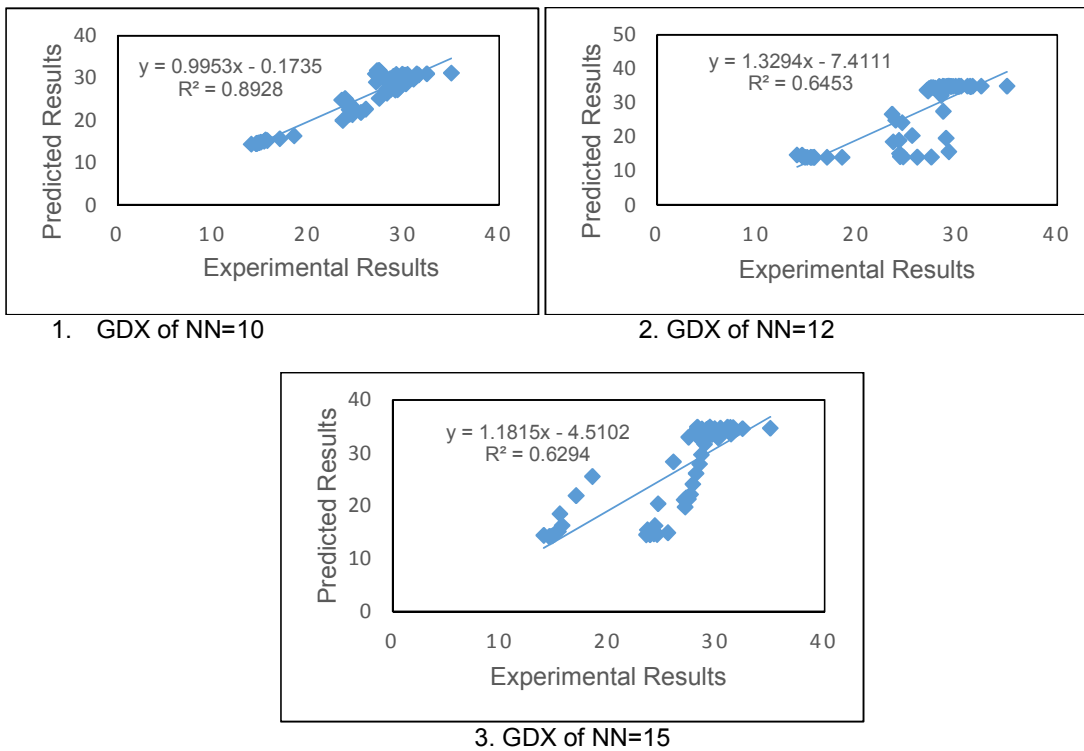 40
30
20
10
0
Predicted Results
y = 0.9953x - 0.1735
R² = 0.8928
0 10 20 30 40
Experimental Results
1. GDX of NN=10
50
40
30
20
10
0
Predicted Results
y = 1.3294x - 7.4111
R² = 0.6453
0 10 20 30 40
Experimental Results
2. GDX of NN=12
40
30
20
10
0
Predicted Results
y = 1.1815x - 4.5102
R² = 0.6294
0 10 20 30 40
Experimental Results
3. GDX of NN=15